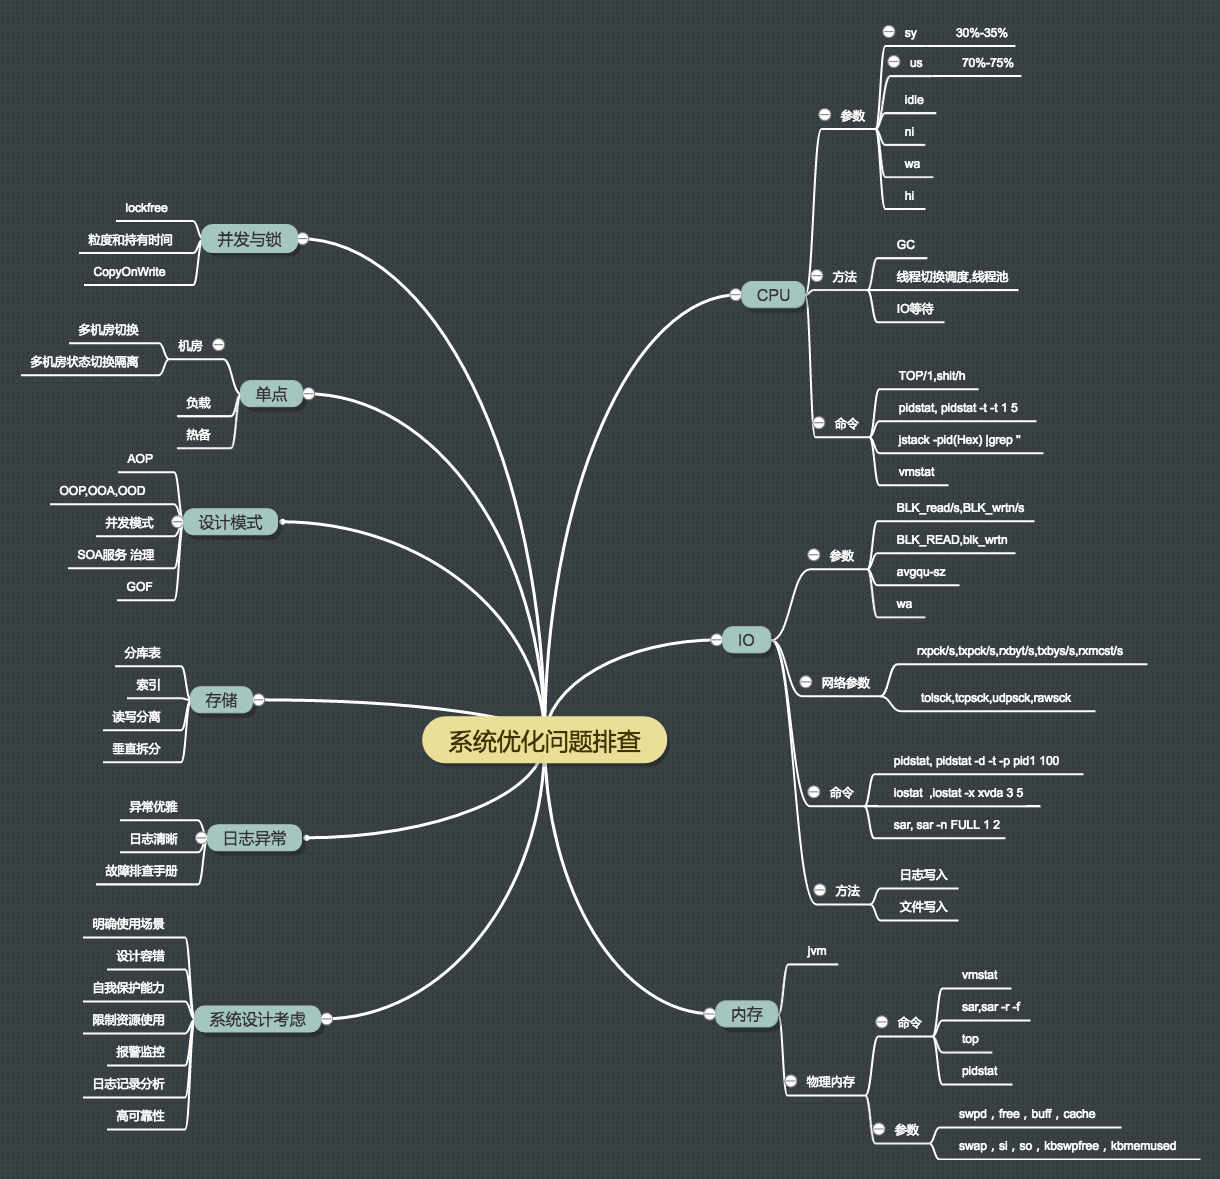 系统优化问题排查
CPU
参数
sy 30%-35%
us 70%-75%
idle
ni
wa
hi
方法
GC
线程切换调度,线程池
IO等待
命令
TOP/1,shit/h
pidstat, pidstat -t -t 1 5
jstack -pid(Hex) |grep ''
vmstat
IO
参数
BLK_read/s,BLK_wrtn/s
BLK_READ,blk_wrtn
avgqu-sz
wa
网络参数
rxpck/s,txpck/s,rxbyt/s,txbys/s,rxmcst/s
tolsck,tcpsck,udpsck,rawsck
命令
pidstat, pidstat -d -t -p pid1 100
iostat ,iostat -x xvda 3 5
sar, sar -n FULL 1 2
方法
日志写入
文件写入
内存
jvm
物理内存
命令
vmstat
sar,sar -r -f
top
pidstat
参数
swpd，free，buff，cache
swap，si，so，kbswpfree，kbmemused
并发与锁
lockfree
粒度和持有时间
CopyOnWrite
单点
机房
多机房切换
多机房状态切换隔离
负载
热备
设计模式
AOP
OOP,OOA,OOD
并发模式
SOA服务 治理
GOF
存储
分库表
索引
读写分离
垂直拆分
日志异常
异常优雅
日志清晰
故障排查手册
系统设计考虑
明确使用场景
设计容错
自我保护能力
限制资源使用
报警监控
日志记录分析
高可靠性